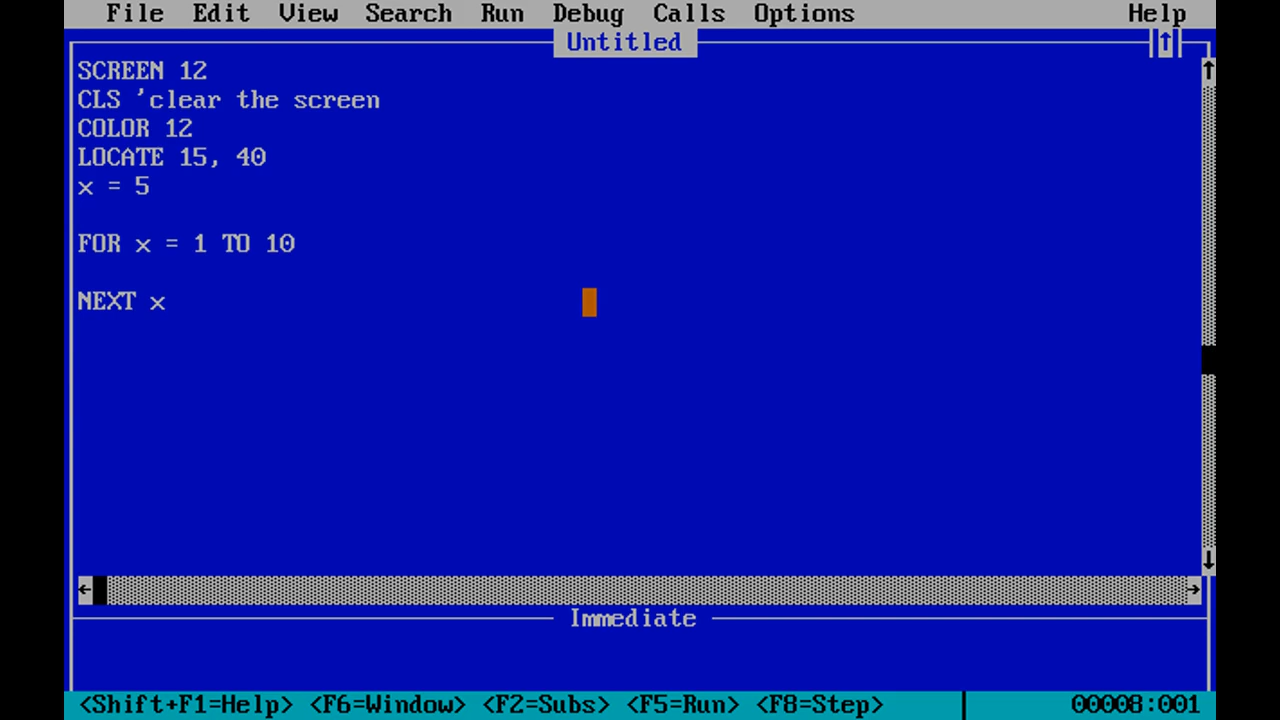 File Edit View Search Run Debug Calls Options Help
Untitled
SCREEN 12
CLS 'clear the screen
COLOR 12
LOCATE 15, 40
x = 5
FOR x = 1 TO 10
NEXT x
Immediate
<Shift+F1=Help> <F6=Window> <F2=Subs> <F5=Run> <F8=Step> 00008:001